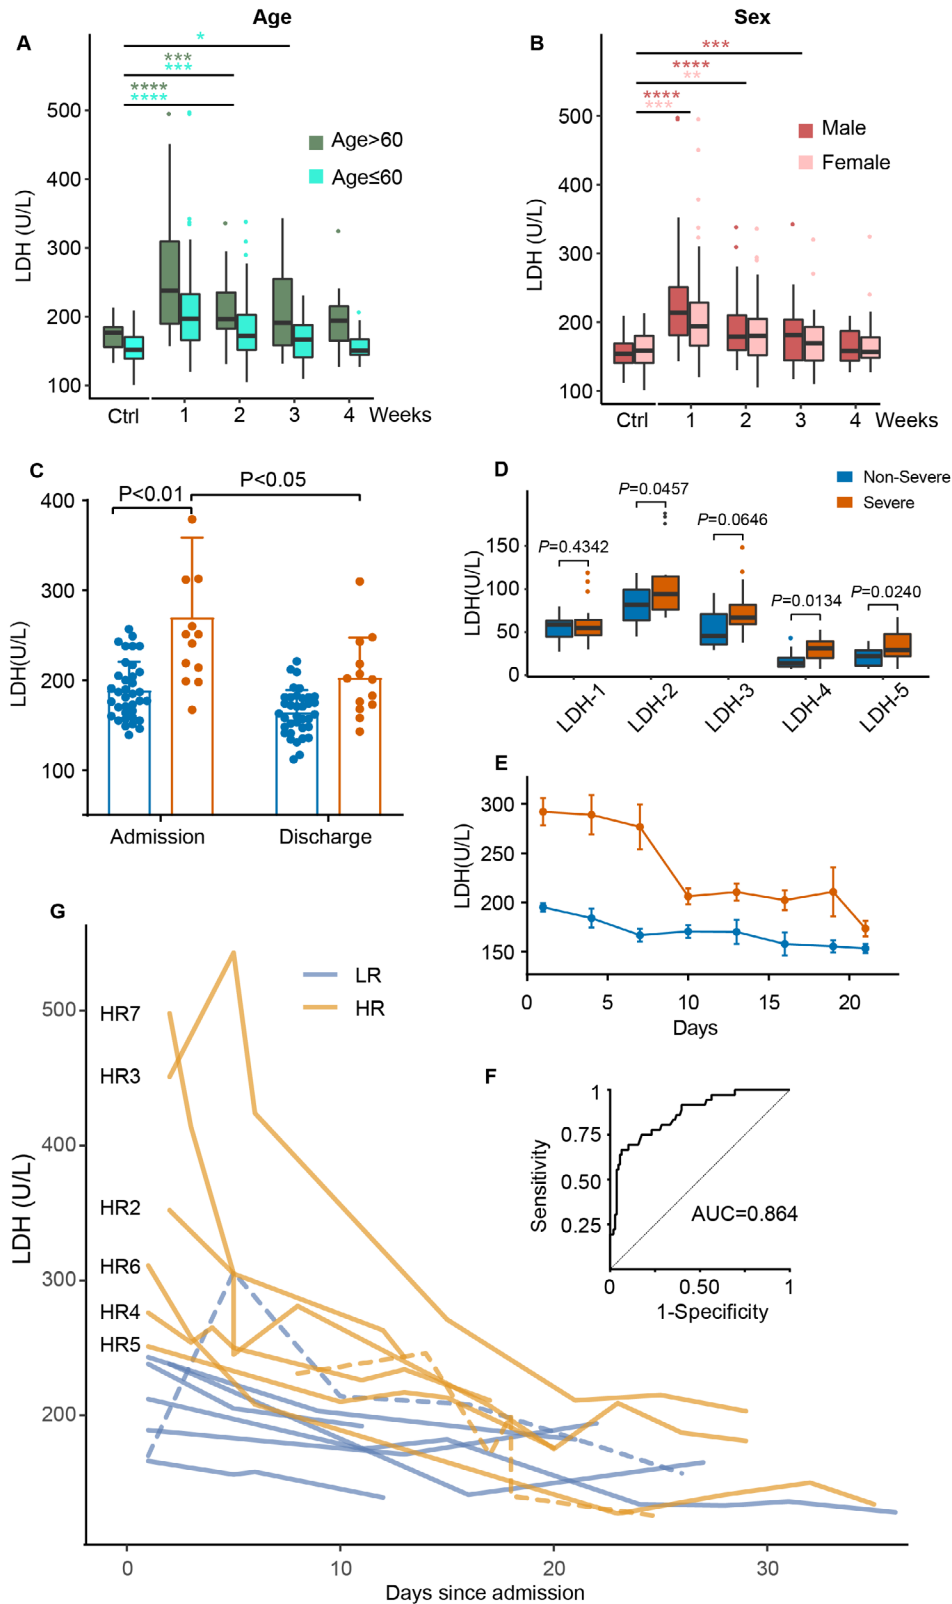 Age
A
*
***
***
****
****
500
400
300
200
100
LDH (U/L)
Age>60
Age≤60
Ctrl 1 2 3 4 Weeks
Sex
B
***
****
**
****
***
500
400
300
200
100
LDH (U/L)
Male
Female
Ctrl 1 2 3 4 Weeks
C
P<0.01
P<0.05
400
300
200
100
LDH(U/L)
Admission Discharge
D
Non-Severe
Severe
P=0.4342
P=0.0457
P=0.0646
P=0.0134
P=0.0240
150
100
50
0
LDH(U/L)
LDH-1 LDH-2 LDH-3 LDH-4 LDH-5
E
300
250
200
150
LDH(U/L)
0 5 10 15 20
Days
F
1
0.75
0.50
0.25
Sensitivity
AUC=0.864
0 0.50 1
1-Specificity
G
LR
HR
HR7
HR3
HR2
HR6
HR4
HR5
500
400
300
200
LDH (U/L)
0 10 20 30
Days since admission